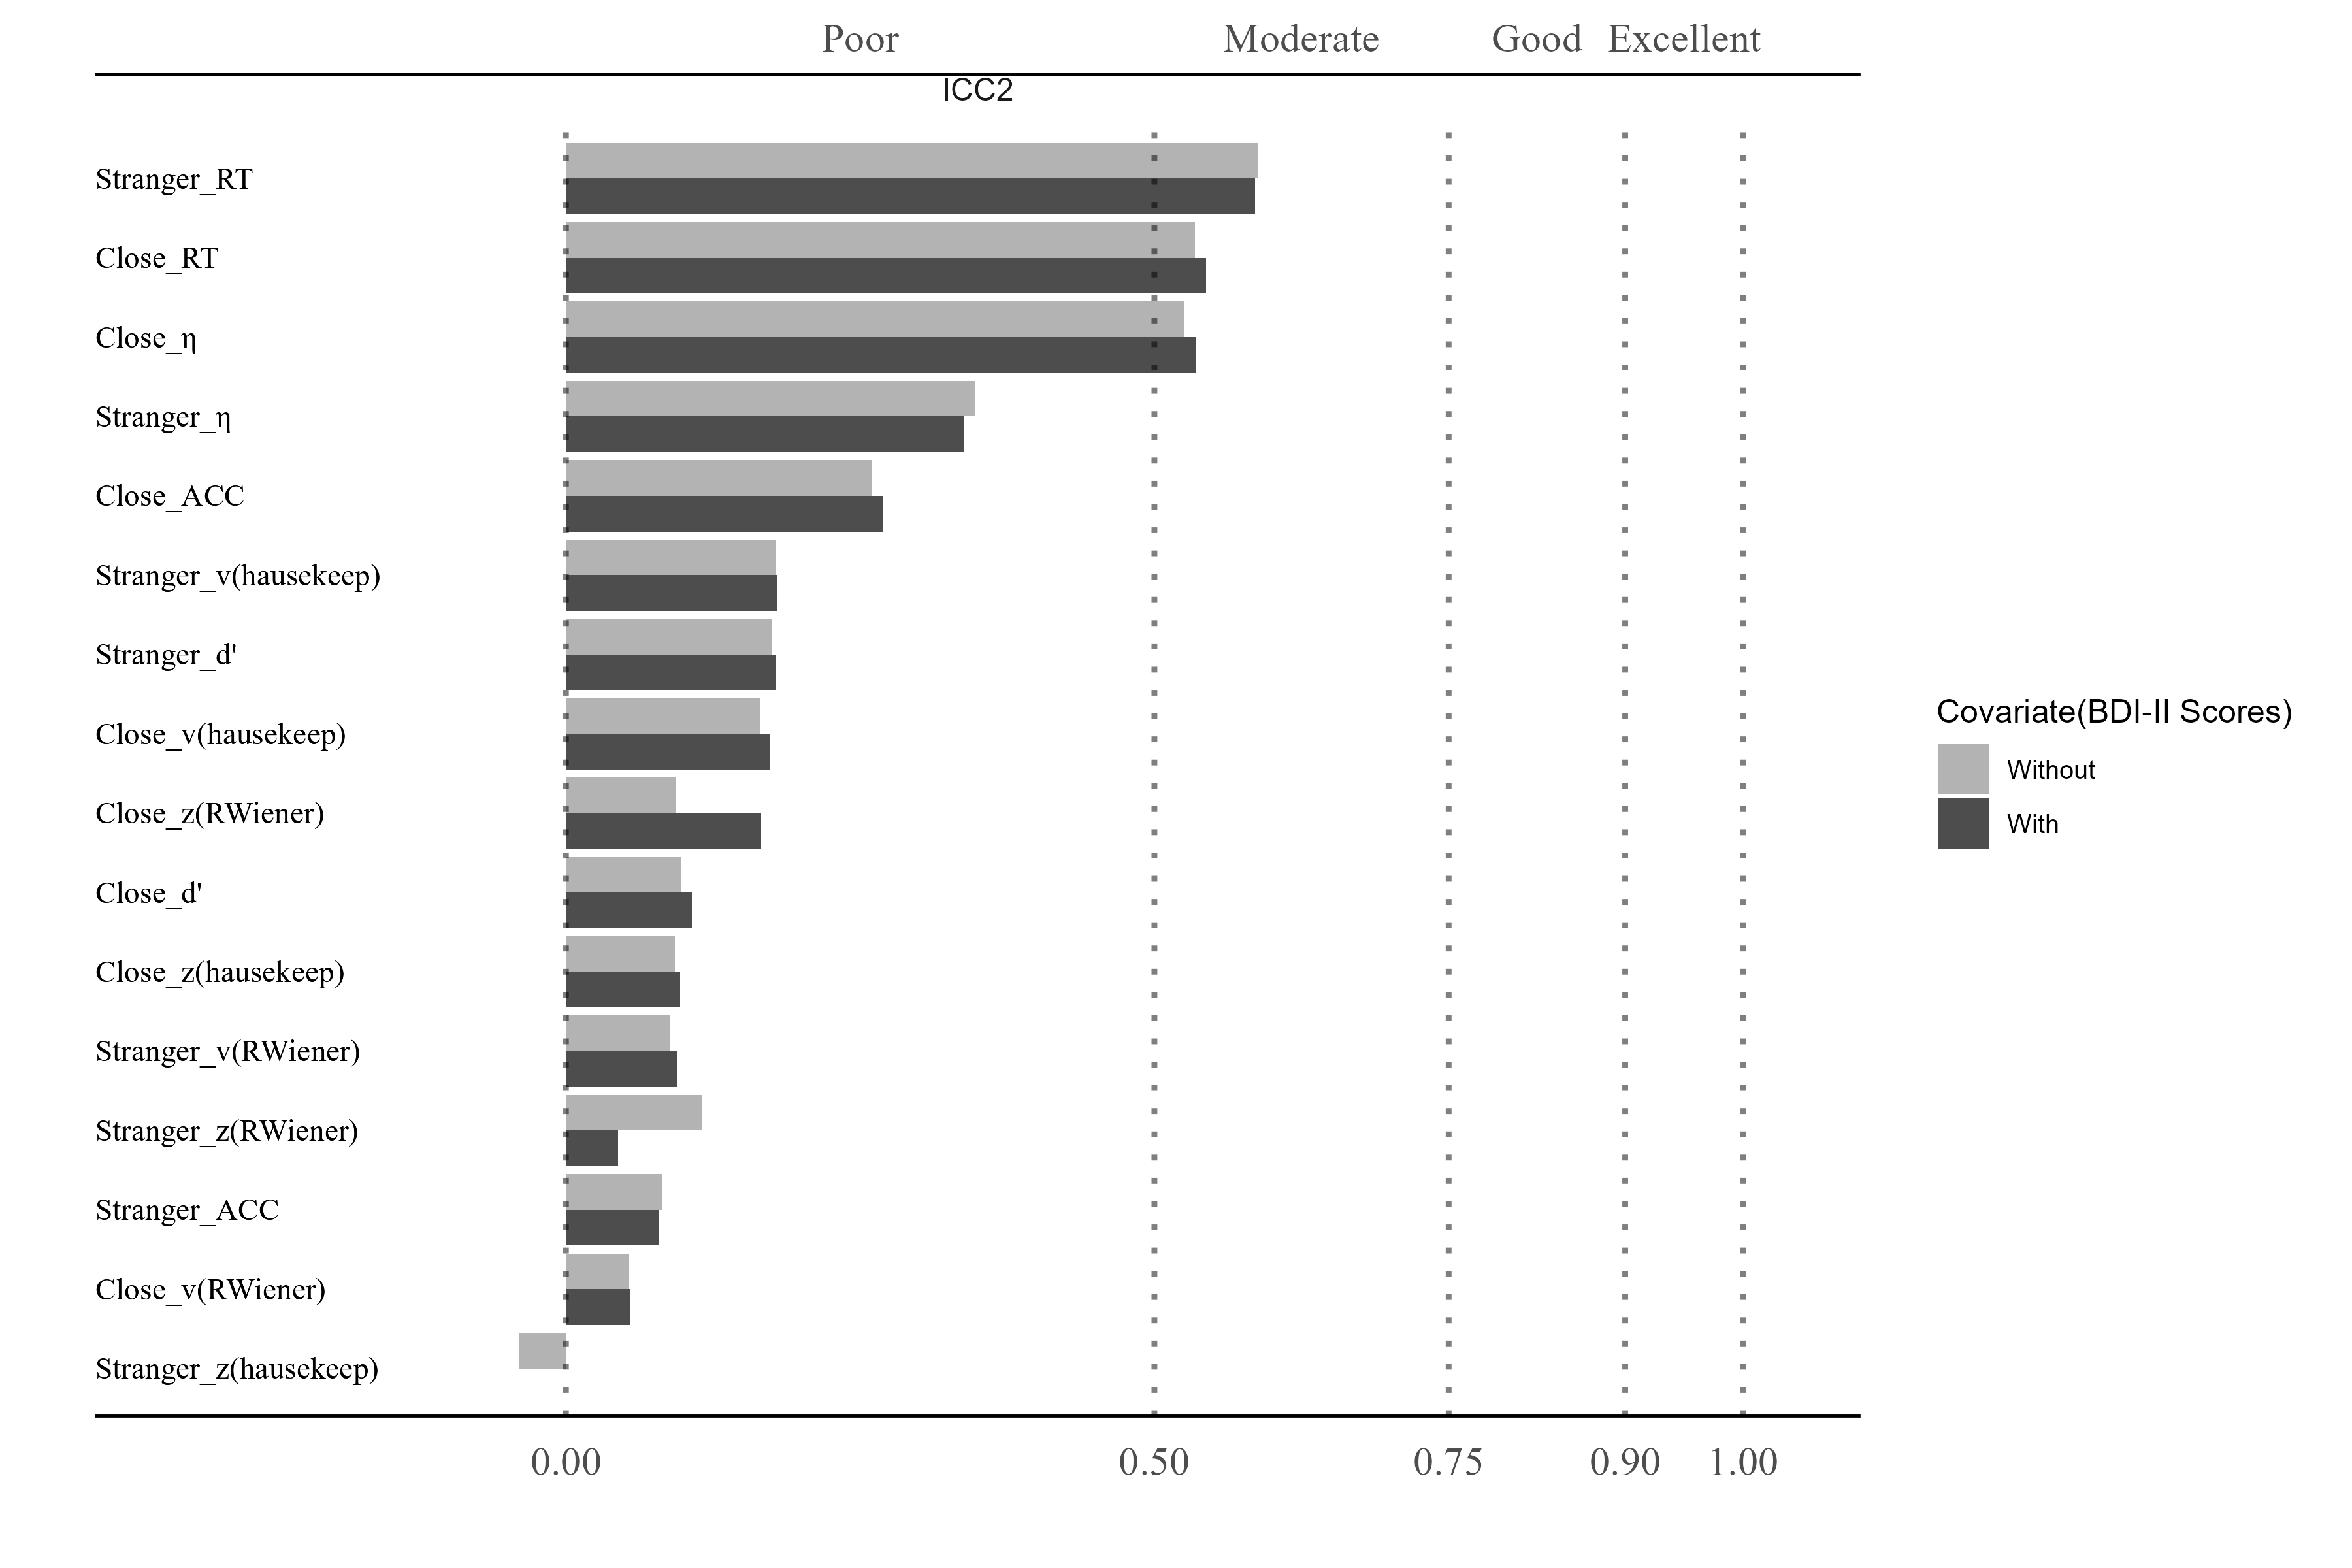 Poor Moderate Good Excellent
ICC2
Stranger_RT
Close_RT
Close_η
Stranger_η
Close_ACC
Stranger_v(hausekeep)
Stranger_d'
Close_v(hausekeep)
Close_z(RWiener)
Close_d'
Close_z(hausekeep)
Stranger_v(RWiener)
Stranger_z(RWiener)
Stranger_ACC
Close_v(RWiener)
Stranger_z(hausekeep)
0.00 0.50 0.75 0.90 1.00
Covariate(BDI-II Scores)
Without
With